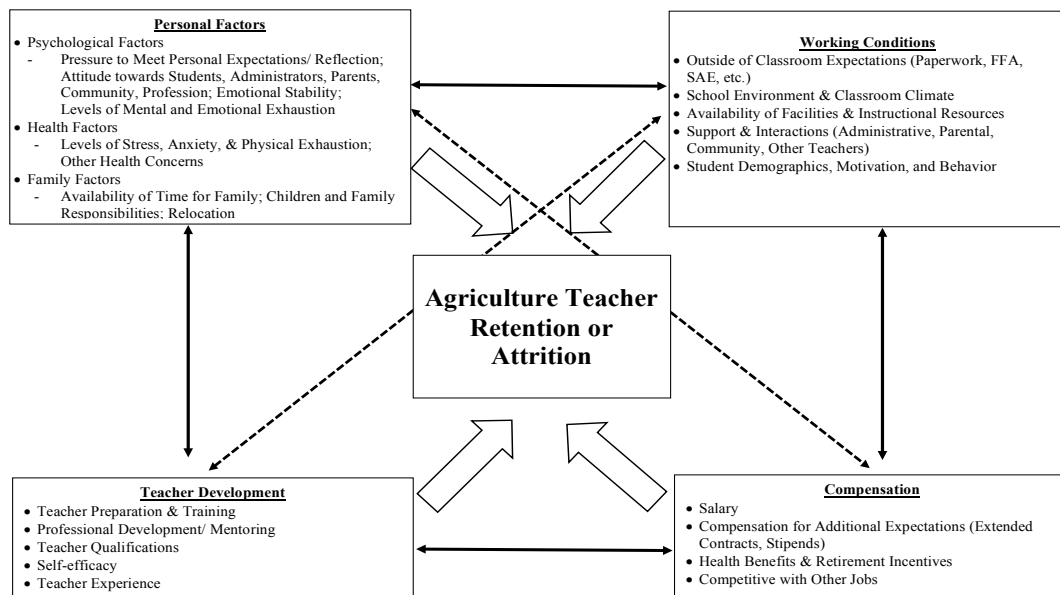 Personal Factors
• Psychological Factors
- Pressure to Meet Personal Expectations/ Reflection;
Attitude towards Students, Administrators, Parents,
Community, Profession; Emotional Stability;
Levels of Mental and Emotional Exhaustion
• Health Factors
- Levels of Stress, Anxiety, & Physical Exhaustion;
Other Health Concerns
• Family Factors
- Availability of Time for Family; Children and Family
Responsibilities; Relocation
Working Conditions
• Outside of Classroom Expectations (Paperwork, FFA,
SAE, etc.)
• School Environment & Classroom Climate
• Availability of Facilities & Instructional Resources
• Support & Interactions (Administrative, Parental,
Community, Other Teachers)
• Student Demographics, Motivation, and Behavior
Agriculture Teacher
Retention or
Attrition
Teacher Development
• Teacher Preparation & Training
• Professional Development/ Mentoring
• Teacher Qualifications
• Self-efficacy
• Teacher Experience
Compensation
• Salary
• Compensation for Additional Expectations (Extended
Contracts, Stipends)
• Health Benefits & Retirement Incentives
• Competitive with Other Jobs